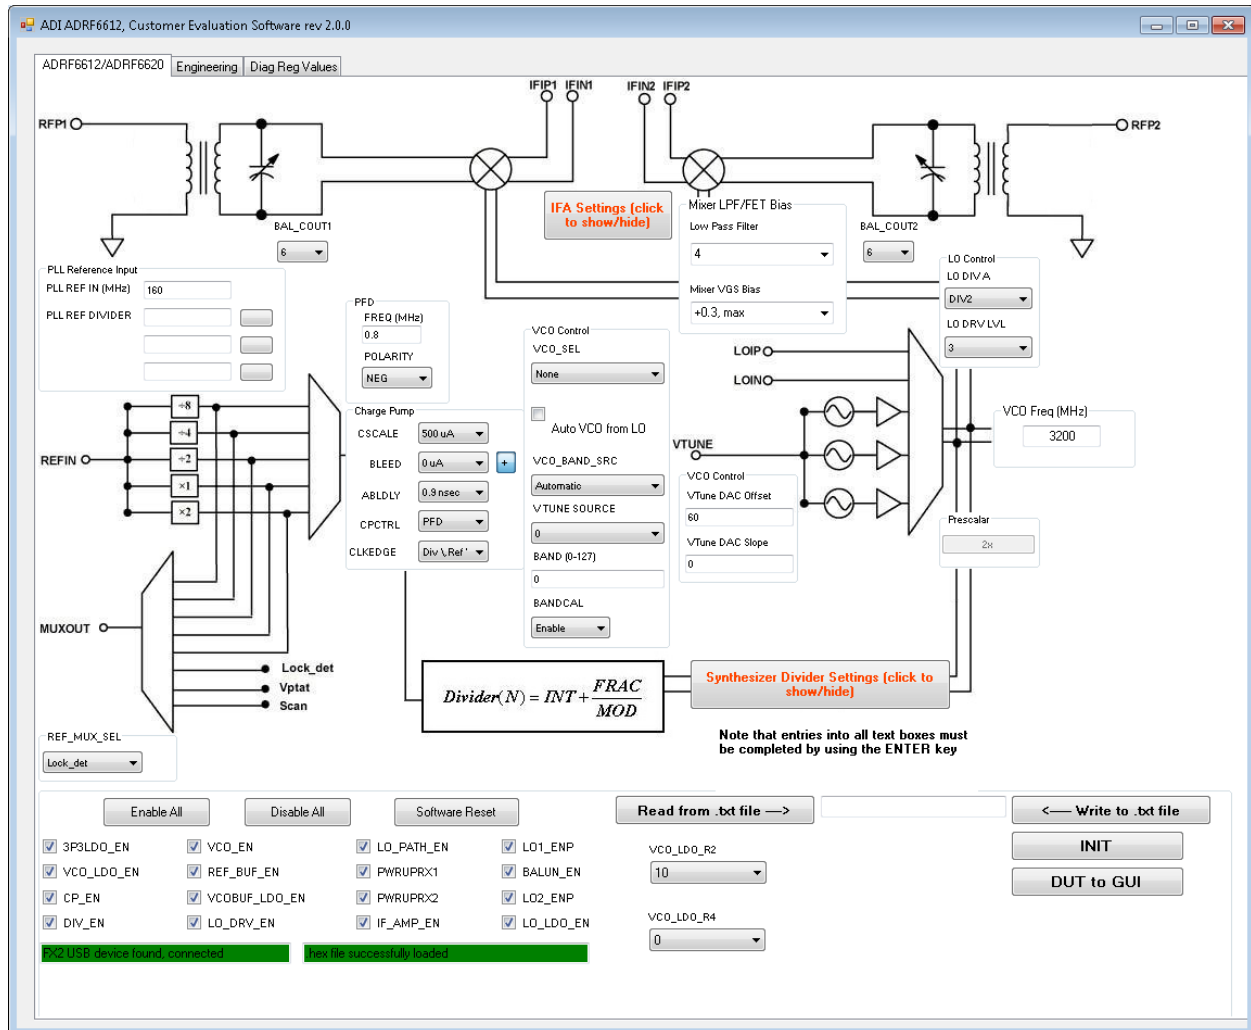 ADI ADRF6612, Customer Evaluation Software rev 2.0.0
ADRF6612/ADRF6620
Engineering
Diag Reg Values
IFIP1
IFIN1
IFIN2
IFIP2
RFP1
RFP2
IFA Settings (click
to show/hide)
BAL_COUT1
6
Mixer LPF/FET Bias
Low Pass Filter
4
Mixer VGS Bias
+0.3, max
BAL_COUT2
6
LO Control
LO DIV A
DIV2
LO DRV LVL
3
PLL Reference Input
PLL REF IN (MHz)
160
PLL REF DIVIDER
PFD
FREQ (MHz)
0.8
POLARITY
NEG
VCO Control
VCO_SEL
None
Auto VCO from LO
VCO_BAND_SRC
Automatic
VTUNE SOURCE
0
BAND (0-127)
0
BANDCAL
Enable
Charge Pump
CSCALE
500 uA
BLEED
0 uA
+
ABLDLY
0.9 nsec
CPCTRL
PFD
CLKEDGE
Div \,Ref '
LOIP
LOIN
VTUNE
VCO Control
VTune DAC Offset
60
VTune DAC Slope
0
VCO Freq (MHz)
3200
Prescalar
2x
REFIN
÷8
÷4
÷2
×1
×2
MUXOUT
Lock_det
Vptat
Scan
REF_MUX_SEL
Lock_det
Divider(N) = INT + FRAC/MOD
Synthesizer Divider Settings (click to
show/hide)
Note that entries into all text boxes must
be completed by using the ENTER key
Enable All
Disable All
Software Reset
Read from .txt file --->
<---- Write to .txt file
INIT
DUT to GUI
3P3LDO_EN
VCO_EN
LO_PATH_EN
LO1_ENP
VCO_LDO_EN
REF_BUF_EN
PWRUPRX1
BALUN_EN
CP_EN
VCOBUF_LDO_EN
PWRUPRX2
LO2_ENP
DIV_EN
LO_DRV_EN
IF_AMP_EN
LO_LDO_EN
VCO_LDO_R2
10
VCO_LDO_R4
0
FX2 USB device found, connected
.hex file successfully loaded